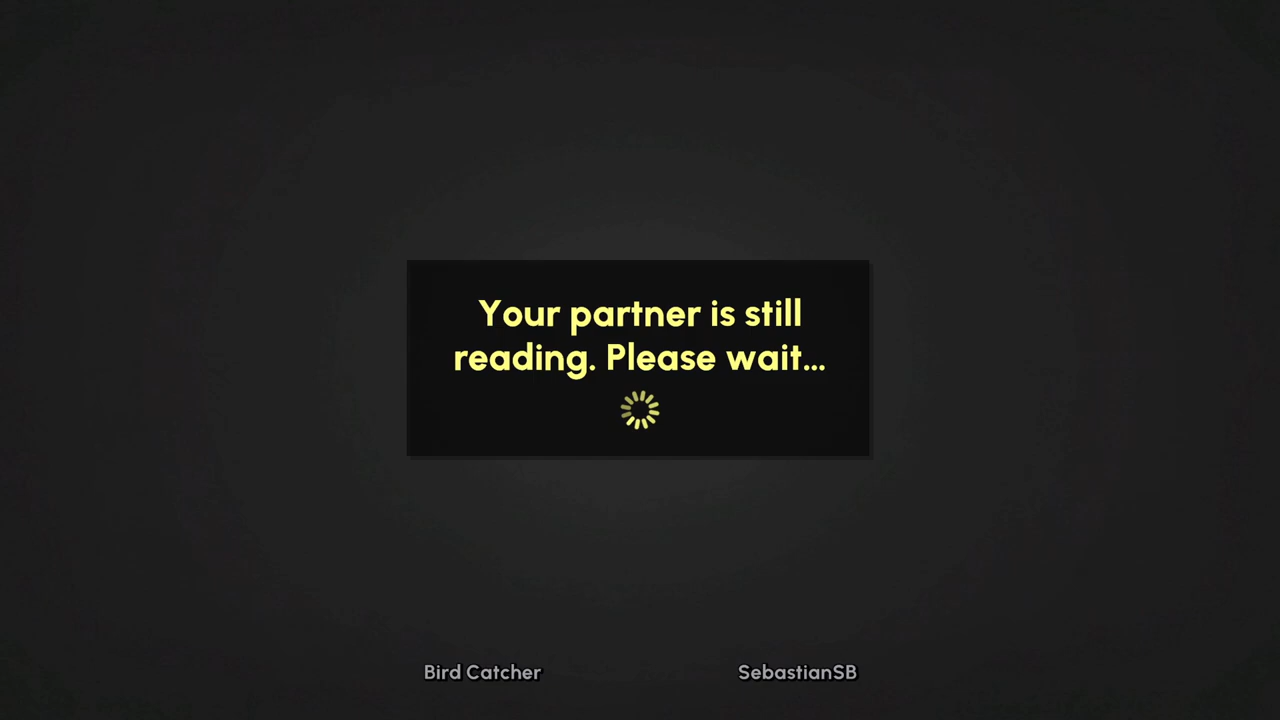 Your partner is still
reading. Please wait...
Bird Catcher
SebastianSB